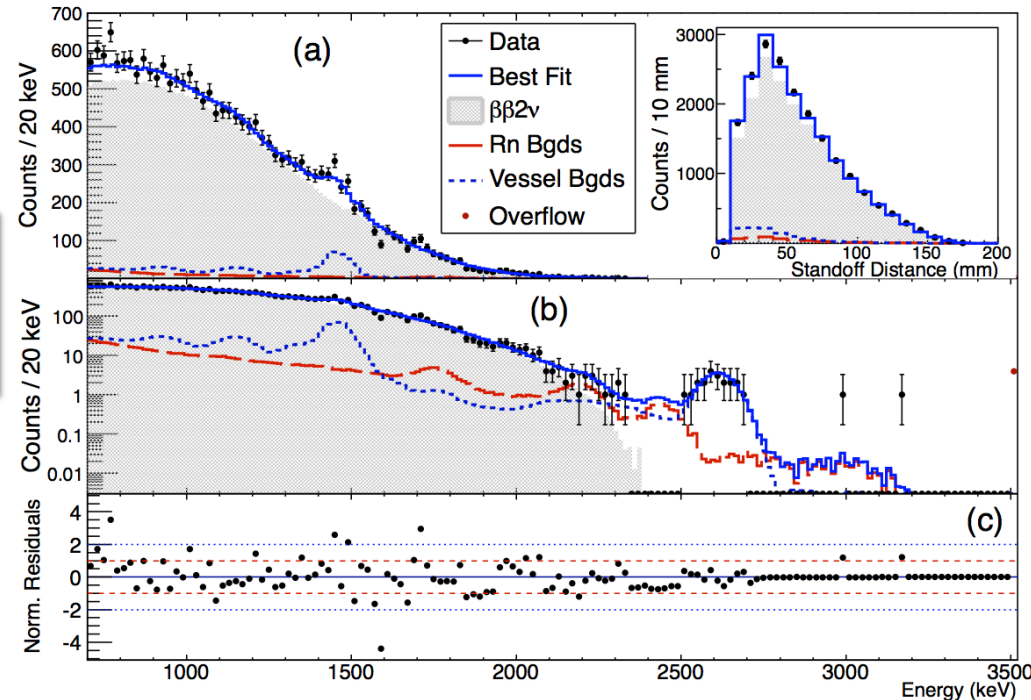 (a)
Counts / 20 keV
700
600
500
400
300
200
100
Data
Best Fit
ββ2ν
Rn Bgds
Vessel Bgds
Overflow
Counts / 10 mm
3000
2000
1000
0 50 100 150 200
Standoff Distance (mm)
(b)
Counts / 20 keV
100
10
1
0.1
0.01
(c)
Norm. Residuals
4
2
0
-2
-4
1000 1500 2000 2500 3000 3500
Energy (keV)